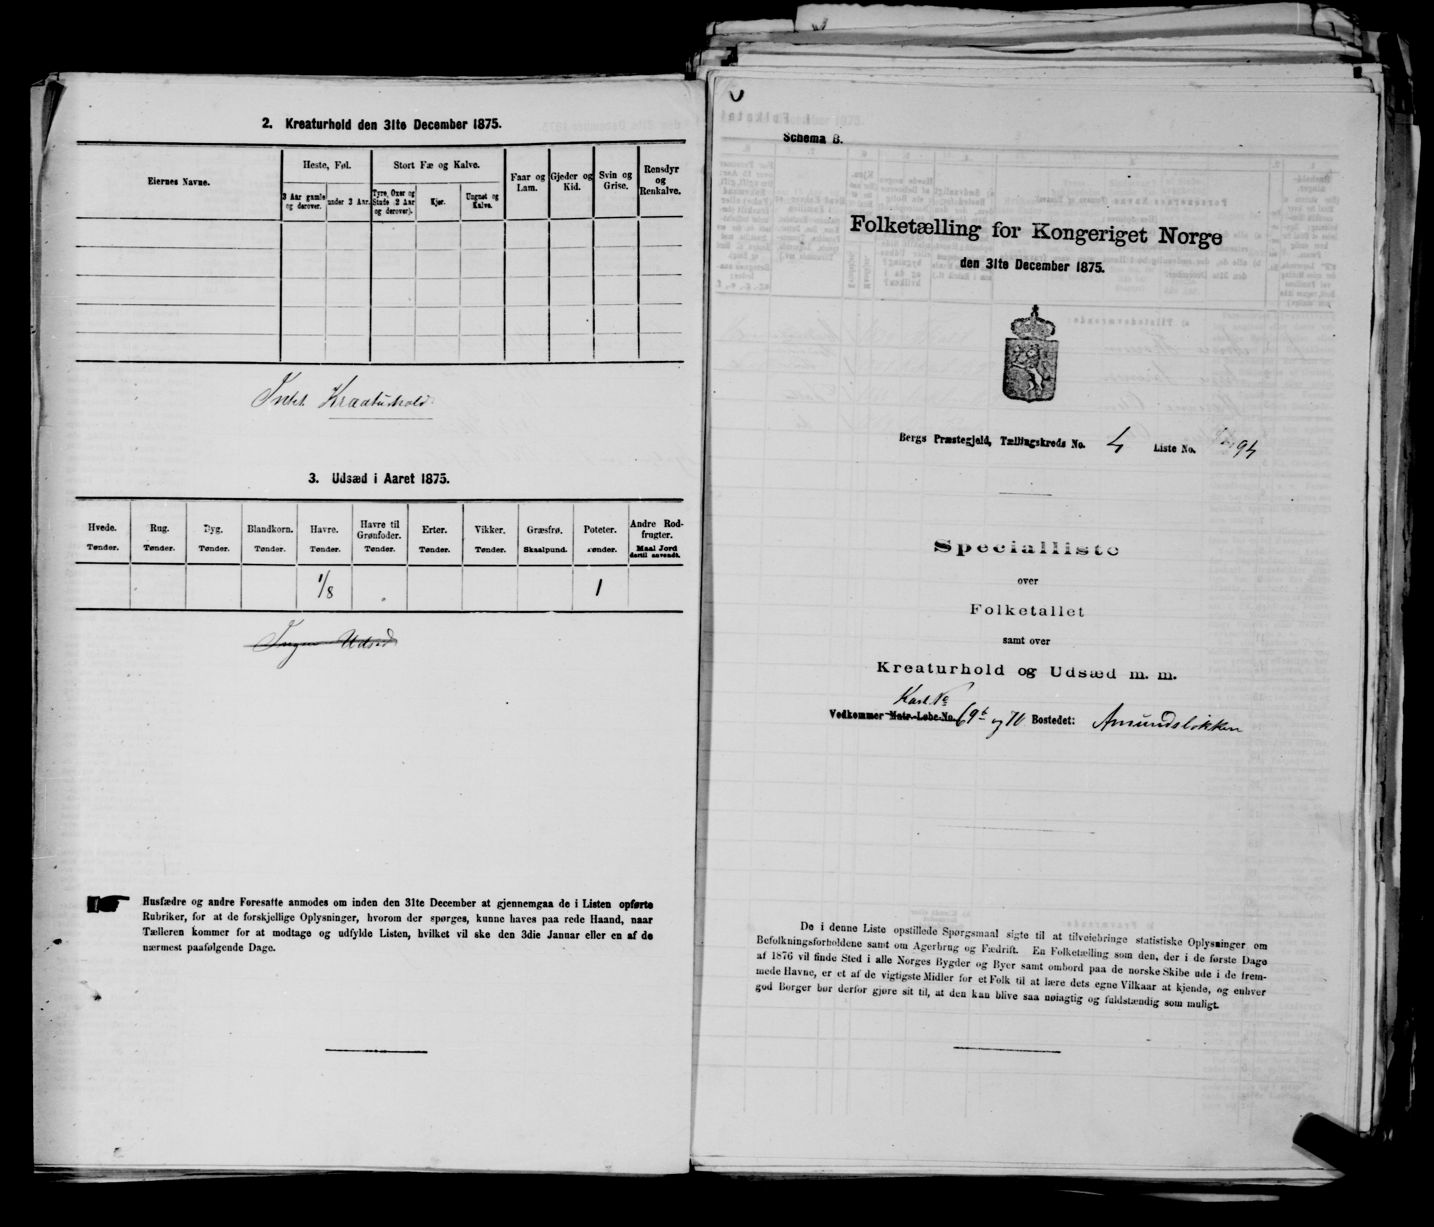 2. Kreaturhold den 31te December 1875.
Eiernes Navne.
Heste, Føl.
Stort Fæ og Kalve.
Faar og Lam.
Gjeder og Kid.
Svin og Grise.
Rensdyr og Renkalve.
3 Aar gamle og derover.
under 3 Aar.
Tyre, Oxer og Stude (2 Aar og derover).
Kjør.
Ungnøt og Kalve.
Intet Kreaturhold
3. Udsæd i Aaret 1875.
Hvede. Rug. Byg. Blandkorn. Havre. Havre til Grønfoder. Erter. Vikker. Græsfrø. Poteter. Andre Rodfrugter.
Tønder. Tønder. Tønder. Tønder. Tønder. Tønder. Tønder. Tønder. Skaalpund. Tønder. Maal Jord dertil anvendt.
1/8 1
Ingen Udsæd
Husfædre og andre Foresatte anmodes om inden den 31te December at gjennemgaa de i Listen opførte
Rubriker, for at de forskjellige Oplysninger, hvorom der spørges, kunne haves paa rede Haand, naar
Tælleren kommer for at modtage og udfylde Listen, hvilket vil ske den 3die Januar eller en af de
nærmest paafølgende Dage.
Schema B.
Folketælling for Kongeriget Norge
den 31te December 1875.
Bergs Præstegjeld, Tællingskreds No. 4 Liste No. 94
Specialliste
over
Folketallet
samt over
Kreaturhold og Udsæd m. m.
Kart No
Vedkommer Matr.-Løbe-No. 69b og 70 Bostedet: Amundsløkken
De i denne Liste opstillede Spørgsmaal sigte til at tilveiebringe statistiske Oplysninger om
Befolkningsforholdene samt om Agerbrug og Fædrift. En Folketælling som den, der i de første Dage
af 1876 vil finde Sted i alle Norges Bygder og Byer samt ombord paa de norske Skibe ude i de frem-
mede Havne, er et af de vigtigste Midler for et Folk til at lære dets egne Vilkaar at kjende, og enhver
god Borger bør derfor gjøre sit til, at den kan blive saa nøiagtig og fuldstændig som muligt.